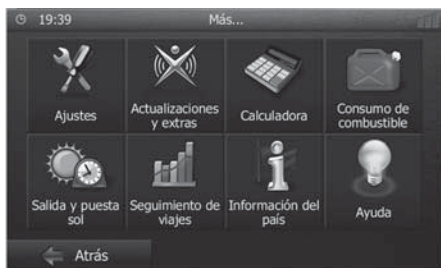 19:39 Más...
Ajustes
Actualizaciones
y extras
Calculadora
Consumo de
combustible
Salida y puesta
sol
Seguimiento de
viajes
Información del
país
Ayuda
Atrás